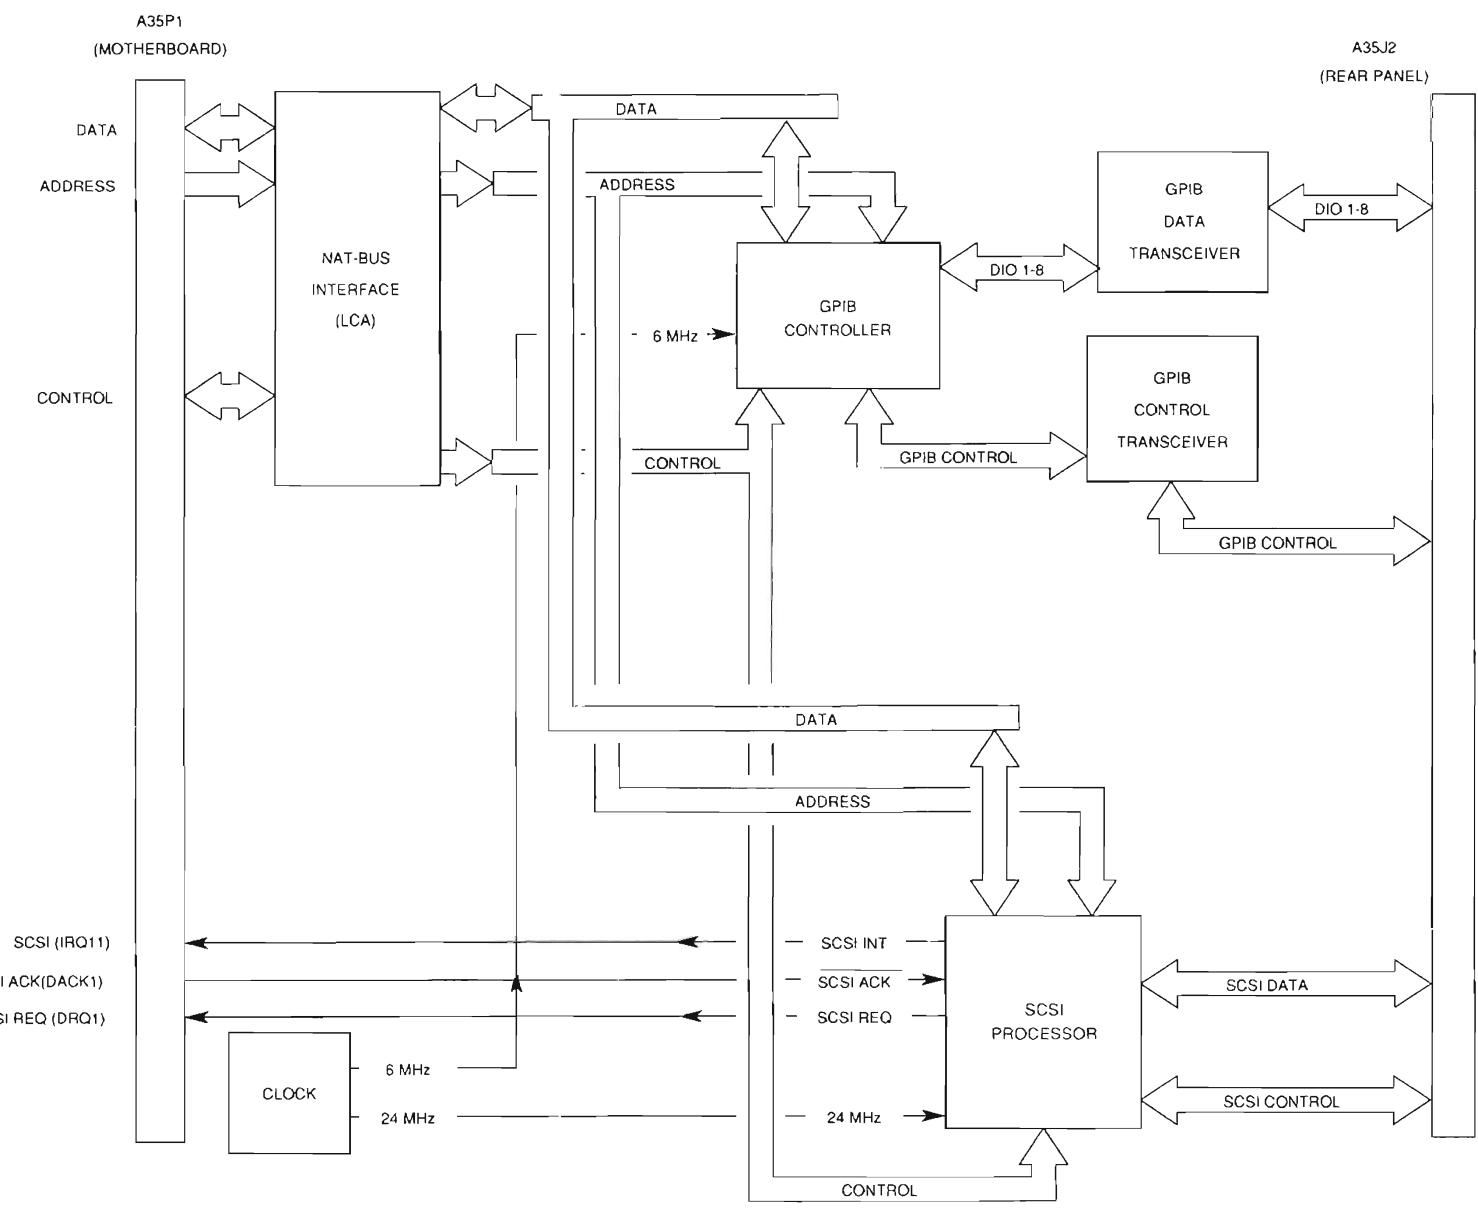 A35P1
(MOTHERBOARD)
A35J2
(REAR PANEL)
DATA
ADDRESS
CONTROL
NAT-BUS
INTERFACE
(LCA)
DATA
ADDRESS
6 MHz
CONTROL
GPIB
CONTROLLER
DIO 1-8
GPIB
DATA
TRANSCEIVER
DIO 1-8
GPIB CONTROL
GPIB
CONTROL
TRANSCEIVER
GPIB CONTROL
DATA
ADDRESS
SCSI (IRQ11)
I ACK(DACK1)
SI REQ (DRQ1)
SCSI INT
SCSI ACK
SCSI REQ
SCSI
PROCESSOR
SCSI DATA
SCSI CONTROL
CLOCK
6 MHz
24 MHz
24 MHz
CONTROL